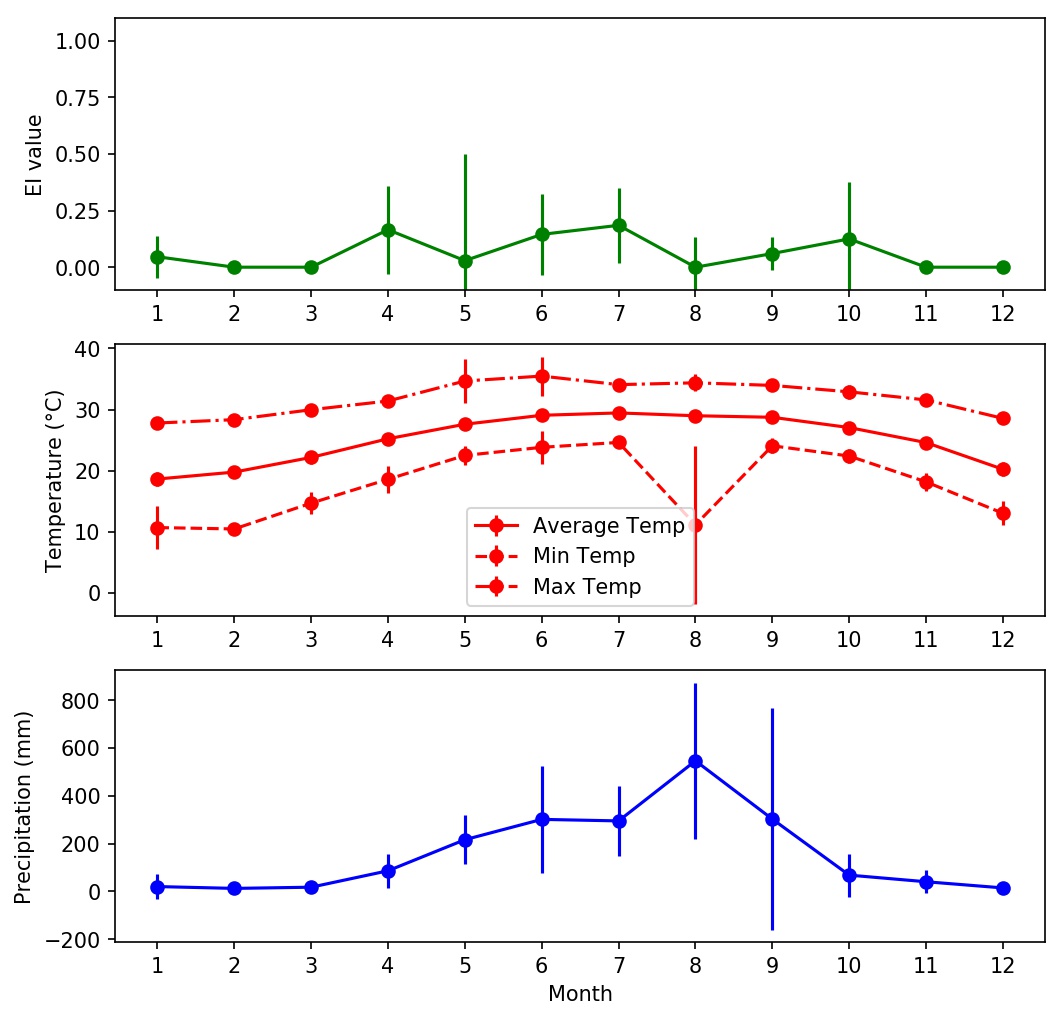 EI value
1.00
0.75
0.50
0.25
0.00
1 2 3 4 5 6 7 8 9 10 11 12
Temperature (°C)
40
30
20
10
0
Average Temp
Min Temp
Max Temp
1 2 3 4 5 6 7 8 9 10 11 12
Precipitation (mm)
800
600
400
200
0
−200
1 2 3 4 5 6 7 8 9 10 11 12
Month